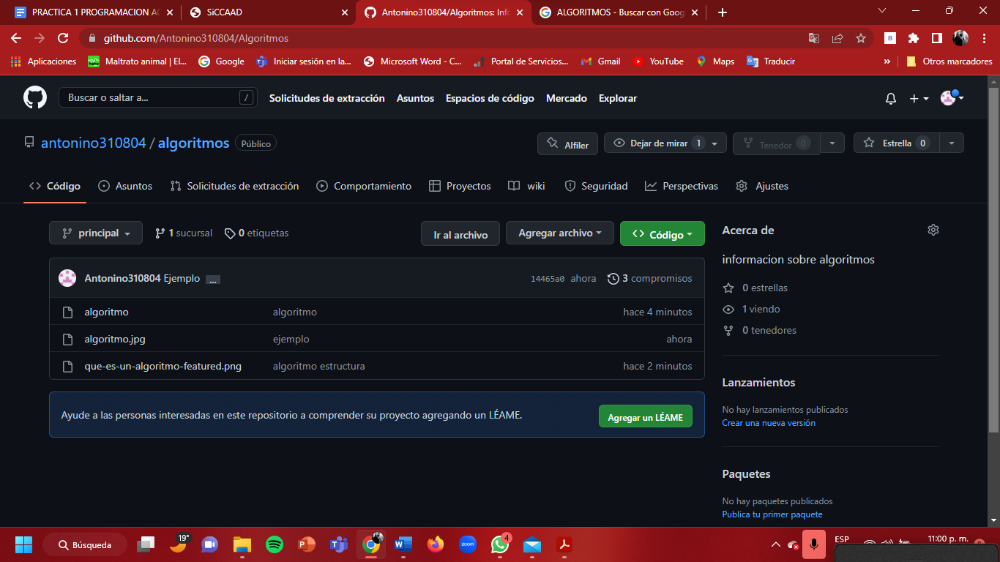 PRACTICA 1 PROGRAMACION AC
SiCCAAD
Antonino310804/Algoritmos: Info
ALGORITMOS - Buscar con Goog
github.com/Antonino310804/Algoritmos
Aplicaciones
Maltrato animal | El...
Google
Iniciar sesión en la...
Microsoft Word - C...
Portal de Servicios...
Gmail
YouTube
Maps
Traducir
»
Otros marcadores
Buscar o saltar a...
/
Solicitudes de extracción
Asuntos
Espacios de código
Mercado
Explorar
antonino310804 / algoritmos
Público
Alfiler
Dejar de mirar 1
Tenedor 0
Estrella 0
Código
Asuntos
Solicitudes de extracción
Comportamiento
Proyectos
wiki
Seguridad
Perspectivas
Ajustes
principal
1 sucursal
0 etiquetas
Ir al archivo
Agregar archivo
Código
Antonino310804 Ejemplo ...
14465a0 ahora
3 compromisos
algoritmo algoritmo hace 4 minutos
algoritmo.jpg ejemplo ahora
que-es-un-algoritmo-featured.png algoritmo estructura hace 2 minutos
Ayude a las personas interesadas en este repositorio a comprender su proyecto agregando un LÉAME.
Agregar un LÉAME
Acerca de
informacion sobre algoritmos
0 estrellas
1 viendo
0 tenedores
Lanzamientos
No hay lanzamientos publicados
Crear una nueva versión
Paquetes
No hay paquetes publicados
Publica tu primer paquete
Búsqueda
19°
zoom
4
ESP
11:00 p. m.